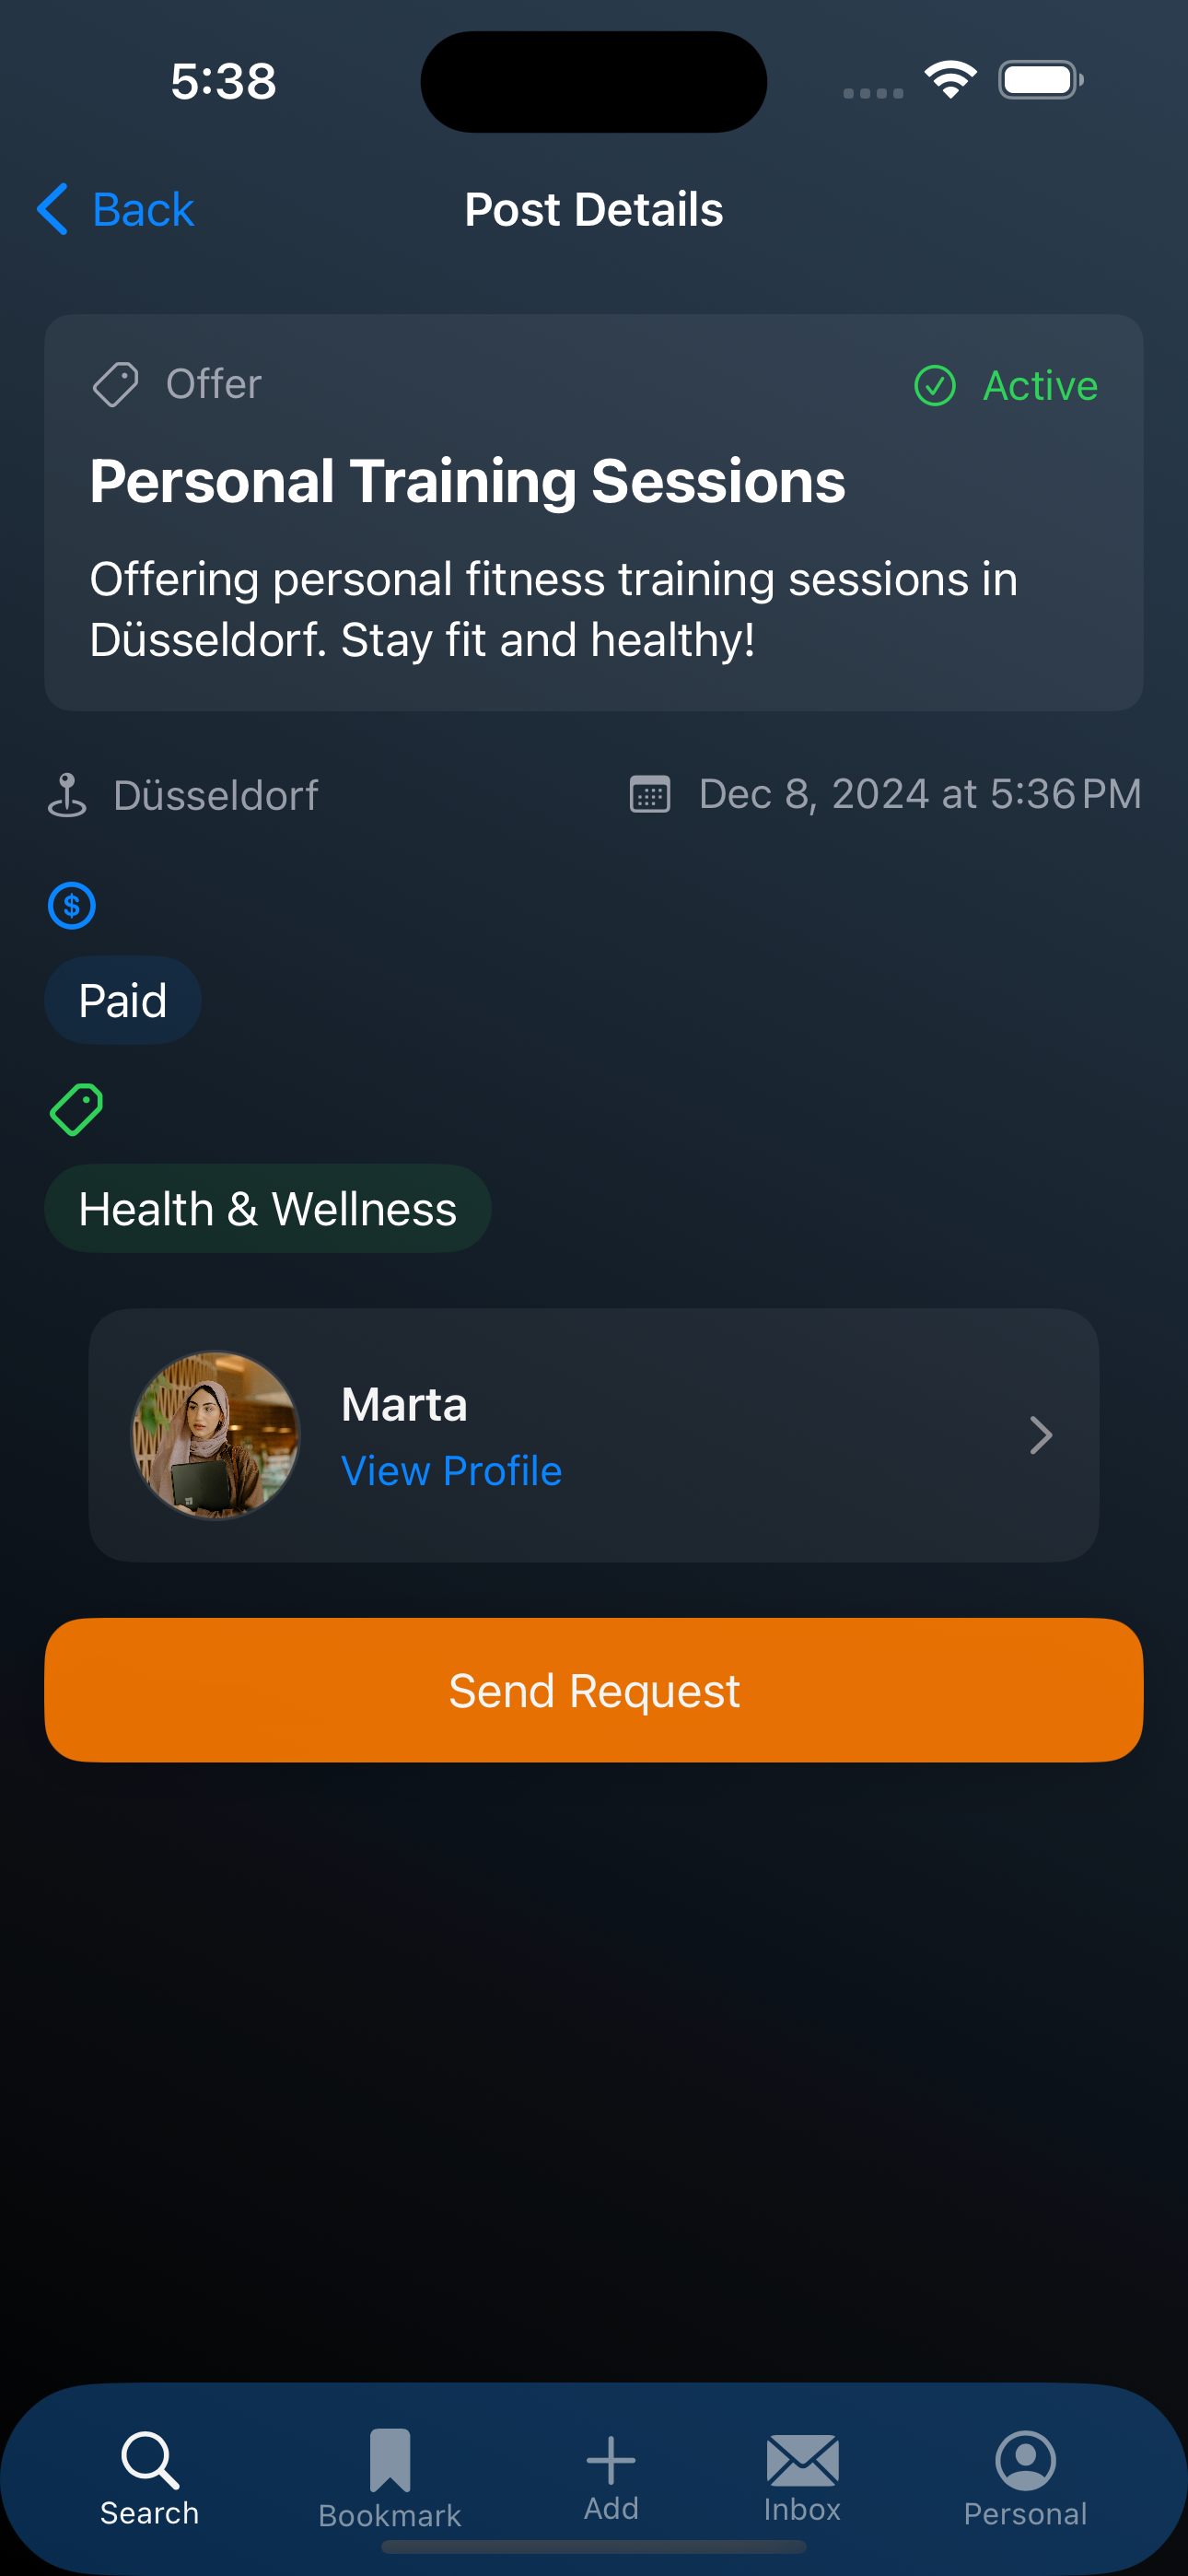 5:38
Back
Post Details
Offer
Active
Personal Training Sessions
Offering personal fitness training sessions in
Düsseldorf. Stay fit and healthy!
Düsseldorf
Dec 8, 2024 at 5:36 PM
$
Paid
Health & Wellness
Marta
View Profile
Send Request
Search
Bookmark
Add
Inbox
Personal